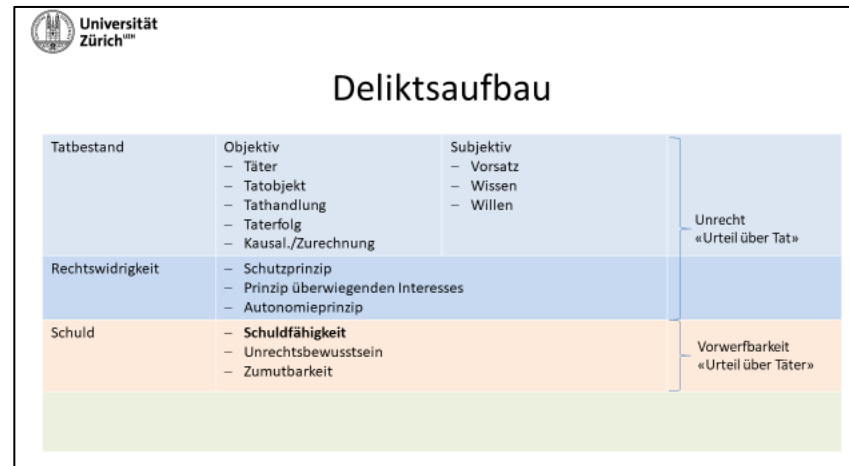 Universität
Zürich UZH
Deliktsaufbau
Tatbestand
Objektiv
– Täter
– Tatobjekt
– Tathandlung
– Taterfolg
– Kausal./Zurechnung
Subjektiv
– Vorsatz
– Wissen
– Willen
Unrecht
«Urteil über Tat»
Rechtswidrigkeit
– Schutzprinzip
– Prinzip überwiegenden Interesses
– Autonomieprinzip
Schuld
– Schuldfähigkeit
– Unrechtsbewusstsein
– Zumutbarkeit
Vorwerfbarkeit
«Urteil über Täter»